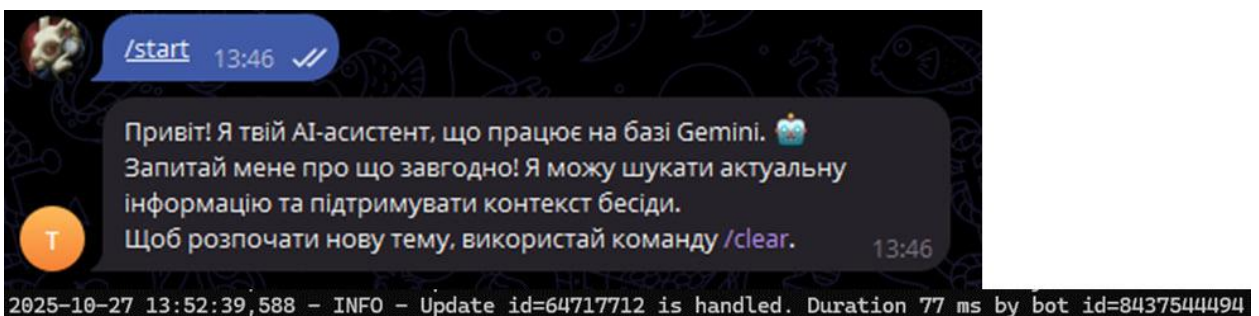 /start 13:46
Привіт! Я твій AI-асистент, що працює на базі Gemini. 🤖
Запитай мене про що завгодно! Я можу шукати актуальну
інформацію та підтримувати контекст бесіди.
Щоб розпочати нову тему, використай команду /clear. 13:46
T
2025-10-27 13:52:39,588 - INFO - Update id=64717712 is handled. Duration 77 ms by bot id=8437544494